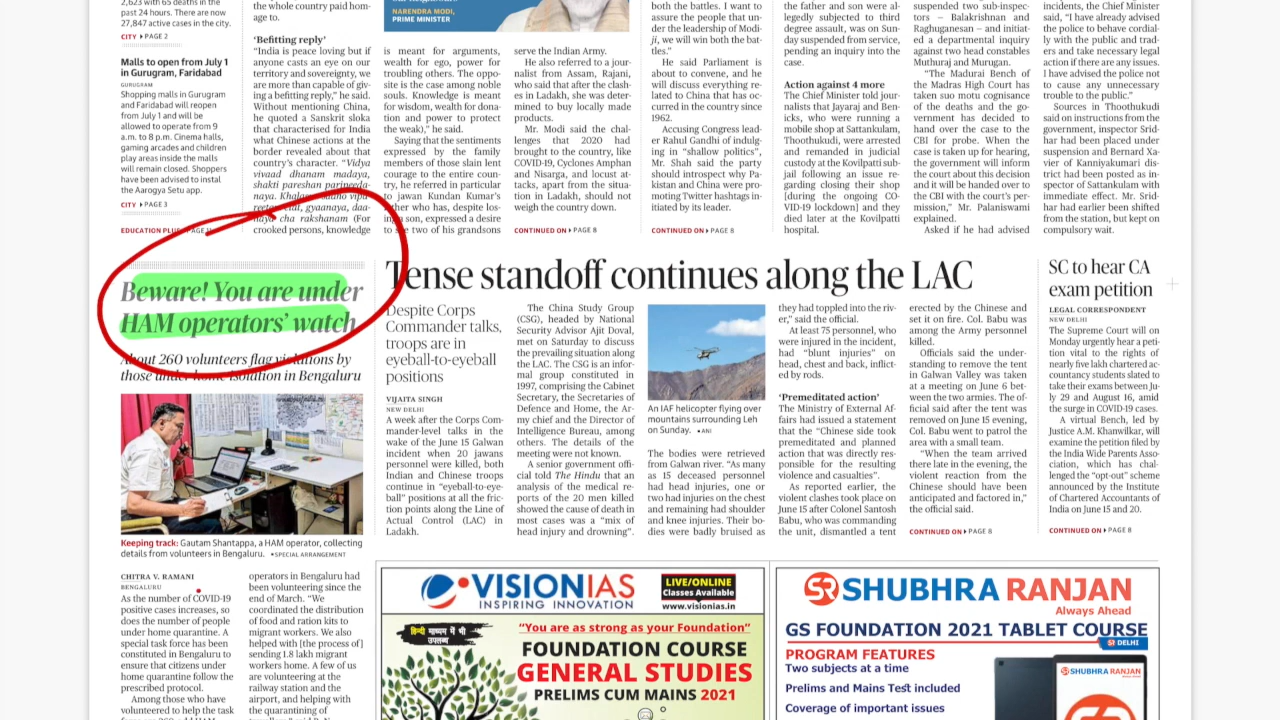 2,623 with 65 deaths in the
past 24 hours. There are now
27,847 active cases in the city.
CITY PAGE 2
Malls to open from July 1
in Gurugram, Faridabad
GURUGRAM
Shopping malls in Gurugram
and Faridabad will reopen
from July 1 and will be
allowed to operate from 9
a.m. to 8 p.m. Cinema halls,
gaming arcades and children
play areas inside the malls
will remain closed. Shoppers
have been advised to instal
the Aarogya Setu app.
CITY PAGE 3
EDUCATION PLUS PAGE
the whole country paid hom-
age to.
'Befitting reply'
"India is peace loving but if
anyone casts an eye on our
territory and sovereignty, we
are more capable of giv-
ing a befitting reply," he said.
Without mentioning China,
he quoted a Sanskrit sloka
that characterised for India
what Chinese actions at the
border revealed about that
country's character. "Vidya
vivaad dhanam madaya,
shakti pareshan
cha rakshanam (For
crooked persons, knowledge
NARENDRA MODI,
PRIME MINISTER
is meant for arguments,
wealth for ego, power for
troubling others. The oppo-
site is the case among noble
souls. Knowledge is meant
for wisdom, wealth for dona-
tion and power to protect
the weak)," he said.
Saying that the sentiments
expressed by the family
members of those slain lent
courage to the entire coun-
try, he referred in particular
to jawan Kundan Kumar's
father who has, despite los-
ing a son, expressed a desire
to see two of his grandsons
serve the Indian Army.
He also referred to a jour-
nalist from Assam, Rajani,
who said that after the clash-
es in Ladakh, she was deter-
mined to buy locally made
products.
Mr. Modi said the chal-
lenges that 2020 had
brought to the country, like
COVID-19, Cyclones Amphan
and Nisarga, and locust at-
tacks, apart from the situa-
tion in Ladakh, should not
weigh the country down.
CONTINUED ON PAGE 8
both the battles. I want to
assure the people that un-
der the leadership of Modi-
ji, we will win both the bat-
tles."
He said Parliament is
about to convene, and he
will discuss everything re-
lated to China that has oc-
curred in the country since
1962.
Accusing Congress lead-
er Rahul Gandhi of indulg-
ing in "shallow politics",
Mr. Shah said the party
should introspect why Pa-
kistan and China were pro-
moting Twitter hashtags in-
itiated by its leader.
CONTINUED ON PAGE 8
the father and son were al-
legedly subjected to third
degree assault, was on Sun-
day suspended from service,
pending an inquiry into the
case.
Action against 4 more
The Chief Minister told jour-
nalists that Jayaraj and Ben-
icks, who were running a
mobile shop at Sattankulam,
Thoothukudi, were arrested
and remanded in judicial
custody at the Kovilpatti sub-
jail following an issue re-
garding closing their shop
[during the ongoing CO-
VID-19 lockdown] and they
died later at the Kovilpatti
hospital.
suspended two sub-inspec-
tors – Balakrishnan and
Raghuganesan – and initiat-
ed a departmental inquiry
against two head constables
Muthuraj and Murugan.
"The Madurai Bench of
the Madras High Court has
taken suo motu cognisance
of the deaths and the go-
vernment has decided to
hand over the case to the
CBI for probe. When the
case is taken up for hearing,
the government will inform
the court about this decision
and it will be handed over to
the CBI with the court's per-
mission," Mr. Palaniswami
explained.
Asked if he had advised
incidents, the Chief Minister
said, "I have already advised
the police to behave cordial-
ly with the public and trad-
ers and take necessary legal
action if there are any issues.
I have advised the police not
to cause any unnecessary
trouble to the public."
Sources in Thoothukudi
said on instructions from the
government, inspector Srid-
har had been placed under
suspension and Bernard Xa-
vier of Kanniyakumari dis-
trict had been posted as in-
spector of Sattankulam with
immediate effect. Mr. Srid-
har had earlier been shifted
from the station, but kept on
compulsory wait.
Beware! You are under
HAM operators' watch
About 260 volunteers flag violations by
those under home isolation in Bengaluru
Keeping track: Gautam Shantappa, a HAM operator, collecting
details from volunteers in Bengaluru. •SPECIAL ARRANGEMENT
CHITRA V. RAMANI
BENGALURU
As the number of COVID-19
positive cases increases, so
does the number of people
under home quarantine. A
special task force has been
constituted in Bengaluru to
ensure that citizens under
home quarantine follow the
prescribed protocol.
Among those who have
volunteered to help the task
operators in Bengaluru had
been volunteering since the
end of March. "We
coordinated the distribution
of food and ration kits to
migrant workers. We also
helped with [the process of]
sending 1.8 lakh migrant
workers home. A few of us
are volunteering at the
railway station and the
airport, and helping with
the quarantining of
Tense standoff continues along the LAC
Despite Corps
Commander talks,
troops are in
eyeball-to-eyeball
positions
VIJAITA SINGH
NEW DELHI
A week after the Corps Com-
mander-level talks in the
wake of the June 15 Galwan
incident when 20 jawans
personnel were killed, both
Indian and Chinese troops
continue in "eyeball-to-eye-
ball" positions at all the fric-
tion points along the Line of
Actual Control (LAC) in
Ladakh.
The China Study Group
(CSG), headed by National
Security Advisor Ajit Doval,
met on Saturday to discuss
the prevailing situation along
the LAC. The CSG is an infor-
mal group constituted in
1997, comprising the Cabinet
Secretary, the Secretaries of
Defence and Home, the Ar-
my chief and the Director of
Intelligence Bureau, among
others. The details of the
meeting were not known.
A senior government offi-
cial told The Hindu that an
analysis of the medical re-
ports of the 20 men killed
showed the cause of death in
most cases was a "mix of
head injury and drowning".
An IAF helicopter flying over
mountains surrounding Leh
on Sunday. •ANI
The bodies were retrieved
from Galwan river. "As many
as 15 deceased personnel
had head injuries, one or
two had injuries on the chest
and remaining had shoulder
and knee injuries. Their bo-
dies were badly bruised as
they had toppled into the riv-
er," said the official.
At least 75 personnel, who
were injured in the incident,
had "blunt injuries" on
head, chest and back, inflict-
ed by rods.
'Premeditated action'
The Ministry of External Af-
fairs had issued a statement
that the "Chinese side took
premeditated and planned
action that was directly res-
ponsible for the resulting
violence and casualties".
As reported earlier, the
violent clashes took place on
June 15 after Colonel Santosh
Babu, who was commanding
the unit, dismantled a tent
erected by the Chinese and
set it on fire. Col. Babu was
among the Army personnel
killed.
Officials said the under-
standing to remove the tent
in Galwan Valley was taken
at a meeting on June 6 bet-
ween the two armies. The of-
ficial said after the tent was
removed on June 15 evening,
Col. Babu went to patrol the
area with a small team.
"When the team arrived
there late in the evening, the
violent reaction from the
Chinese should have been
anticipated and factored in,"
the official said.
CONTINUED ON PAGE 8
SC to hear CA
exam petition
LEGAL CORRESPONDENT
NEW DELHI
The Supreme Court will on
Monday urgently hear a peti-
tion vital to the rights of
nearly five lakh chartered ac-
countancy students slated to
take their exams between Ju-
ly 29 and August 16, amid
the surge in COVID-19 cases.
A virtual Bench, led by
Justice A.M. Khanwilkar, will
examine the petition filed by
the India Wide Parents Asso-
ciation, which has chal-
lenged the "opt-out" scheme
announced by the Institute
of Chartered Accountants of
India on June 15 and 20.
CONTINUED ON PAGE 8
VISIONIAS
INSPIRING INNOVATION
LIVE/ONLINE
Classes Available
www.visionias.in
हिन्दी माध्यम में भी
उपलब्ध
"You are as strong as your Foundation"
FOUNDATION COURSE
GENERAL STUDIES
PRELIMS CUM MAINS 2021
SHUBHRA RANJAN
Always Ahead
GS FOUNDATION 2021 TABLET COURSE
DELHI
PROGRAM FEATURES
Two subjects at a time
Prelims and Mains Test included
Coverage of important issues
SHUBHRA RANJAN